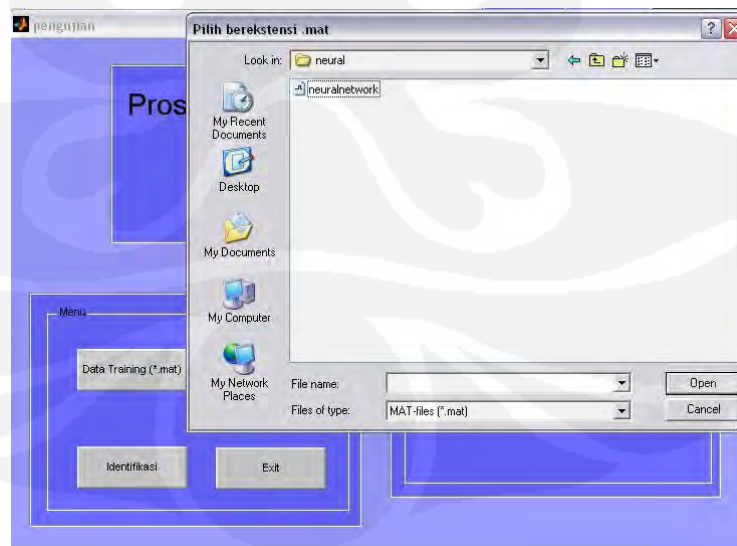 pengujian
Pilih berekstensi .mat
Look in:
neural
Pros
neuralnetwork
My Recent
Documents
Desktop
My Documents
My Computer
My Network
Places
File name:
Open
Files of type:
MAT-files (*.mat)
Cancel
Menu
Data Training (*.mat)
Identifikasi
Exit